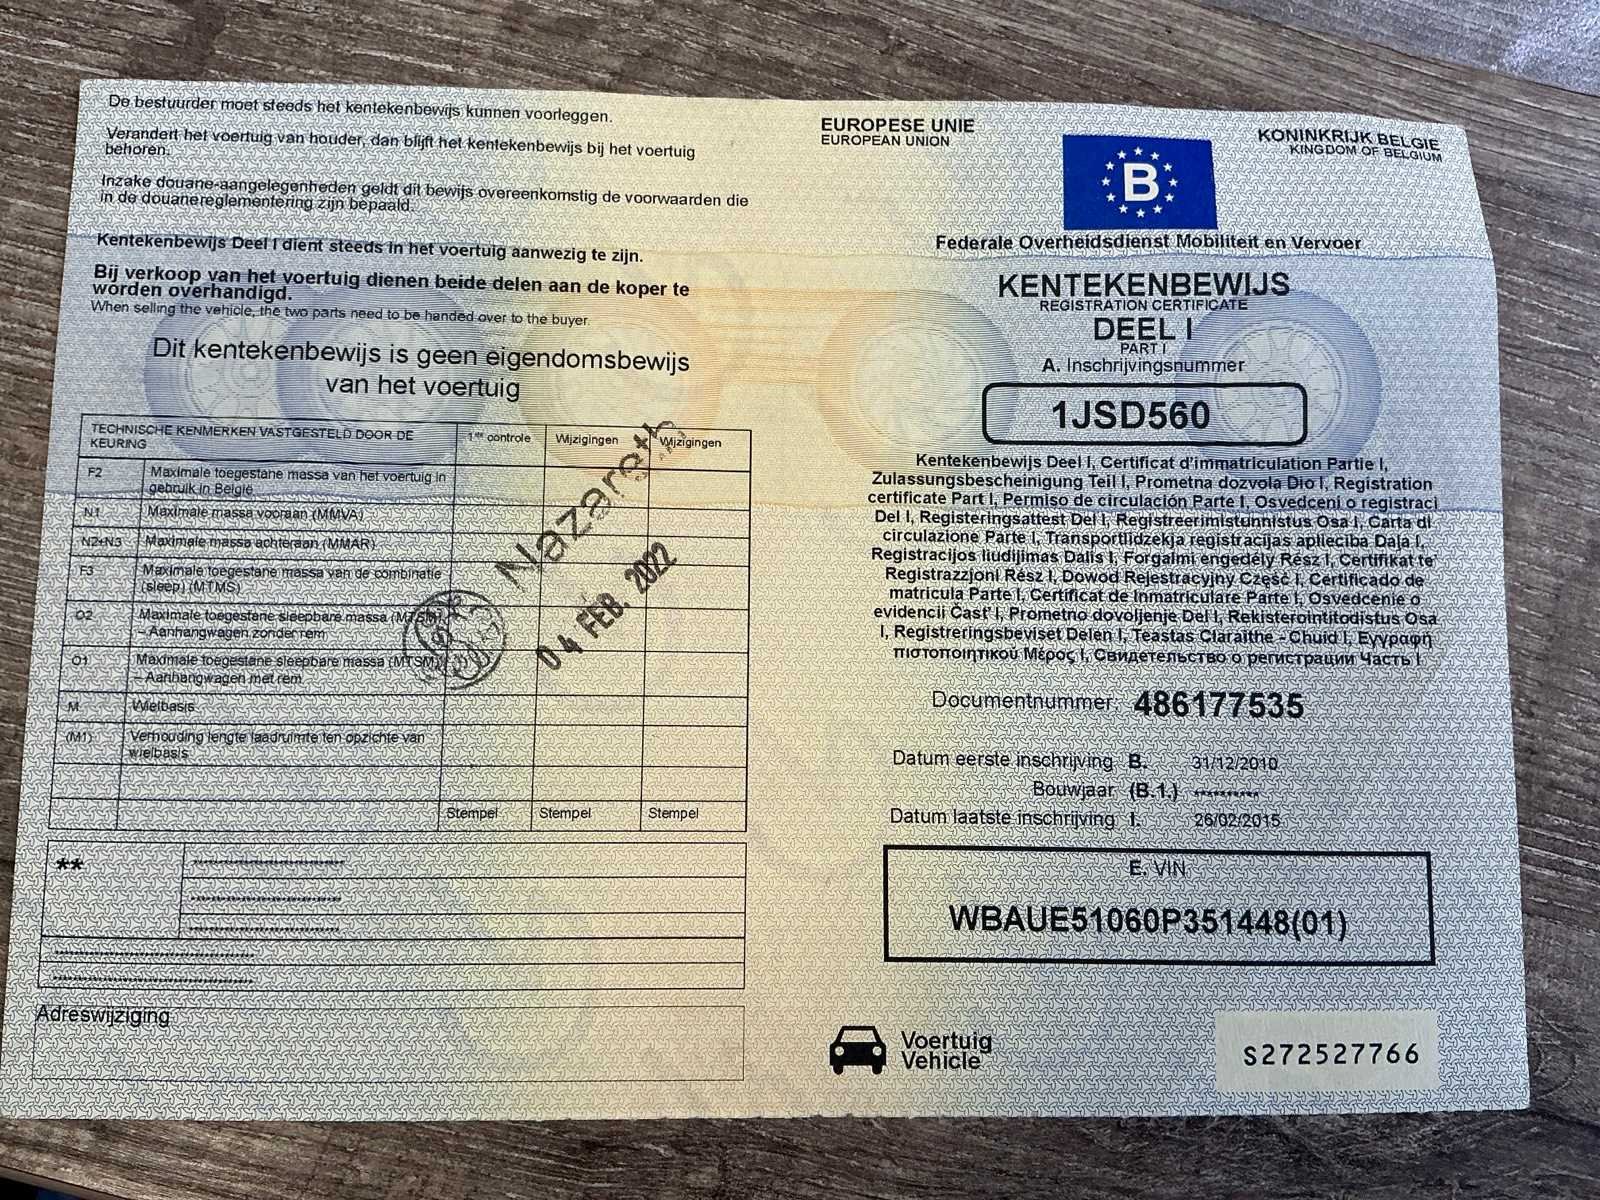 De bestuurder moet steeds het kentekenbewijs kunnen voorleggen.
Verandert het voertuig van houder, dan blijft het kentekenbewijs bij het voertuig
behoren.
Inzake douane-aangelegenheden geldt dit bewijs overeenkomstig de voorwaarden die
in de douanereglementering zijn bepaald.
Kentekenbewijs Deel I dient steeds in het voertuig aanwezig te zijn.
Bij verkoop van het voertuig dienen beide delen aan de koper te
worden overhandigd.
When selling the vehicle, the two parts need to be handed over to the buyer.
Dit kentekenbewijs is geen eigendomsbewijs
van het voertuig
TECHNISCHE KENMERKEN VASTGESTELD DOOR DE
KEURING
1ste controle
Wijzigingen
Wijzigingen
F2
Maximale toegestane massa van het voertuig in
gebruik in België
N1
Maximale massa vooraan (MMVA)
N2+N3
Maximale massa achteraan (MMAR)
F3
Maximale toegestane massa van de combinatie
(sleep) (MTMS)
O2
Maximale toegestane sleepbare massa (MTSM)
– Aanhangwagen zonder rem
O1
Maximale toegestane sleepbare massa (MTSM)
– Aanhangwagen met rem
M
Wielbasis
(M1)
Verhouding lengte laadruimte ten opzichte van
wielbasis
Stempel
Stempel
Stempel
Nazareth
04 FEB. 2022
**
Adreswijziging
EUROPESE UNIE
EUROPEAN UNION
B
KONINKRIJK BELGIE
KINGDOM OF BELGIUM
Federale Overheidsdienst Mobiliteit en Vervoer
KENTEKENBEWIJS
REGISTRATION CERTIFICATE
DEEL I
PART I
A. Inschrijvingsnummer
1JSD560
Kentekenbewijs Deel I, Certificat d'immatriculation Partie I,
Zulassungsbescheinigung Teil I, Prometna dozvola Dio I, Registration
certificate Part I, Permiso de circulación Parte I, Osvedceni o registraci
Del I, Registeringsattest Del I, Registreerimistunnistus Osa I, Carta di
circulazione Parte I, Transportlidzekja registracijas apliecība Daļa I,
Registracijos liudijimas Dalis I, Forgalmi engedély Rész I, Certifikat te'
Registrazzjoni Rész I, Dowod Rejestracyjny Część I, Certificado de
matricula Parte I, Certificat de Inmatriculare Parte I, Osvedcenie o
evidencii Časť I, Prometno dovoljenje Del I, Rekisterointitodistus Osa
I, Registreringsbeviset Delen I, Teastas Claraithe - Chuid I, Εγγραφή
πιστοποιητικού Μέρος I, Свидетельство о регистрации Часть I
Documentnummer: 486177535
Datum eerste inschrijving B. 31/12/2010
Bouwjaar (B.1.) **********
Datum laatste inschrijving I. 26/02/2015
E. VIN
WBAUE51060P351448(01)
Voertuig
Vehicle
S272527766